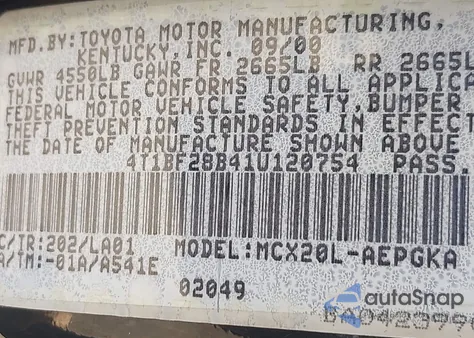 MFD.BY:TOYOTA MOTOR MANUFACTURING,
KENTUCKY,INC. 09/00
GVWR 4550LB GAWR FR 2665LB RR 2665L
THIS VEHICLE CONFORMS TO ALL APPLIC
FEDERAL MOTOR VEHICLE SAFETY,BUMPER,
THEFT PREVENTION STANDARDS IN EFFECT
THE DATE OF MANUFACTURE SHOWN ABOVE
4T1BF28B41U120754 PASS.
C/TR:202/LA01 MODEL:MCX20L-AEPGKA
A/TM:-01A/A541E
02049
autoSnap